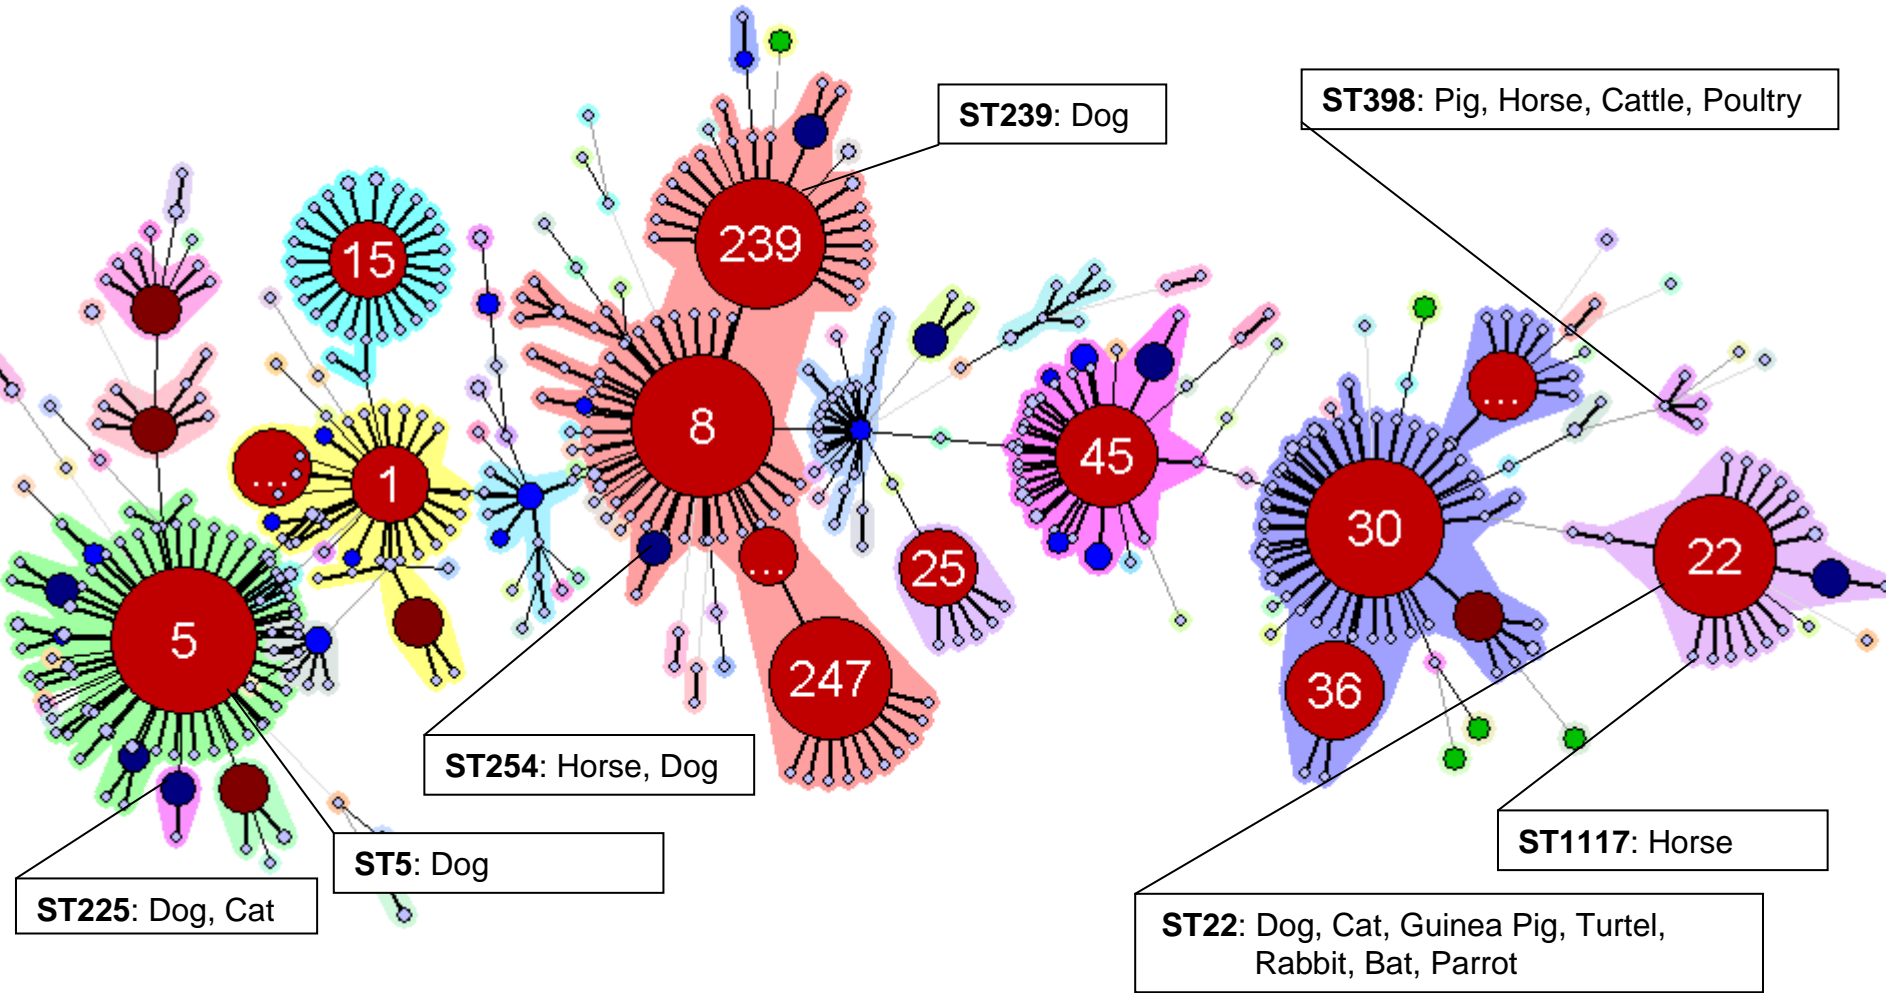 ST239: Dog
ST398: Pig, Horse, Cattle, Poultry
239
15
8
45
...
1
...
30
22
5
...
25
36
247
ST254: Horse, Dog
ST5: Dog
ST1117: Horse
ST225: Dog, Cat
ST22: Dog, Cat, Guinea Pig, Turtel,
Rabbit, Bat, Parrot